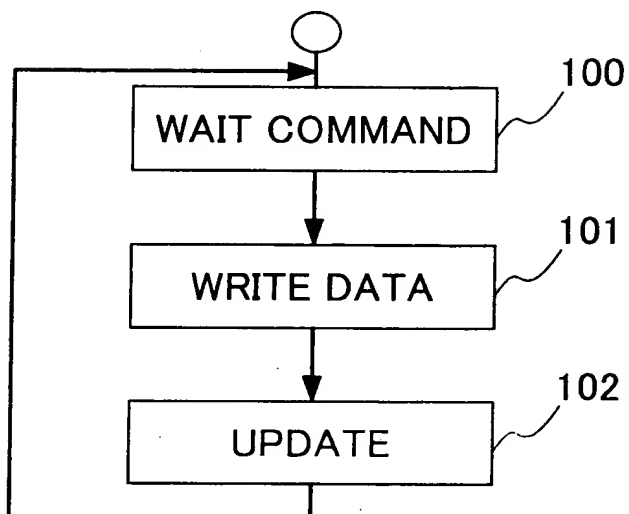 100
WAIT COMMAND
101
WRITE DATA
102
UPDATE